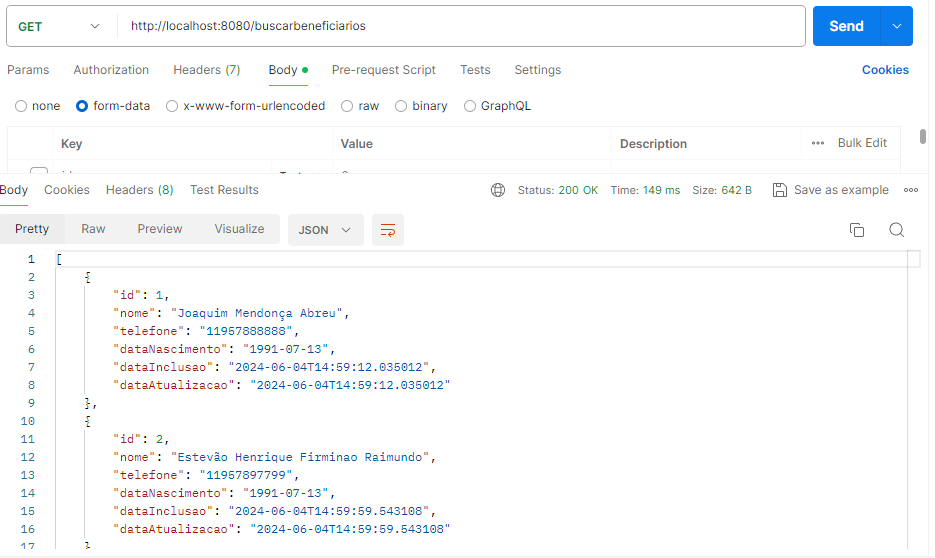 GET http://localhost:8080/buscarbeneficiarios Send
Params Authorization Headers (7) Body Pre-request Script Tests Settings Cookies
none form-data x-www-form-urlencoded raw binary GraphQL
Key Value Description Bulk Edit
Body Cookies Headers (8) Test Results Status: 200 OK Time: 149 ms Size: 642 B Save as example
Pretty Raw Preview Visualize JSON
1 [
2 {
3 "id": 1,
4 "nome": "Joaquim Mendonça Abreu",
5 "telefone": "11957888888",
6 "dataNascimento": "1991-07-13",
7 "dataInclusao": "2024-06-04T14:59:12.035012",
8 "dataAtualizacao": "2024-06-04T14:59:12.035012"
9 },
10 {
11 "id": 2,
12 "nome": "Estevão Henrique Firminao Raimundo",
13 "telefone": "11957897799",
14 "dataNascimento": "1991-07-13",
15 "dataInclusao": "2024-06-04T14:59:59.543108",
16 "dataAtualizacao": "2024-06-04T14:59:59.543108"
17 }